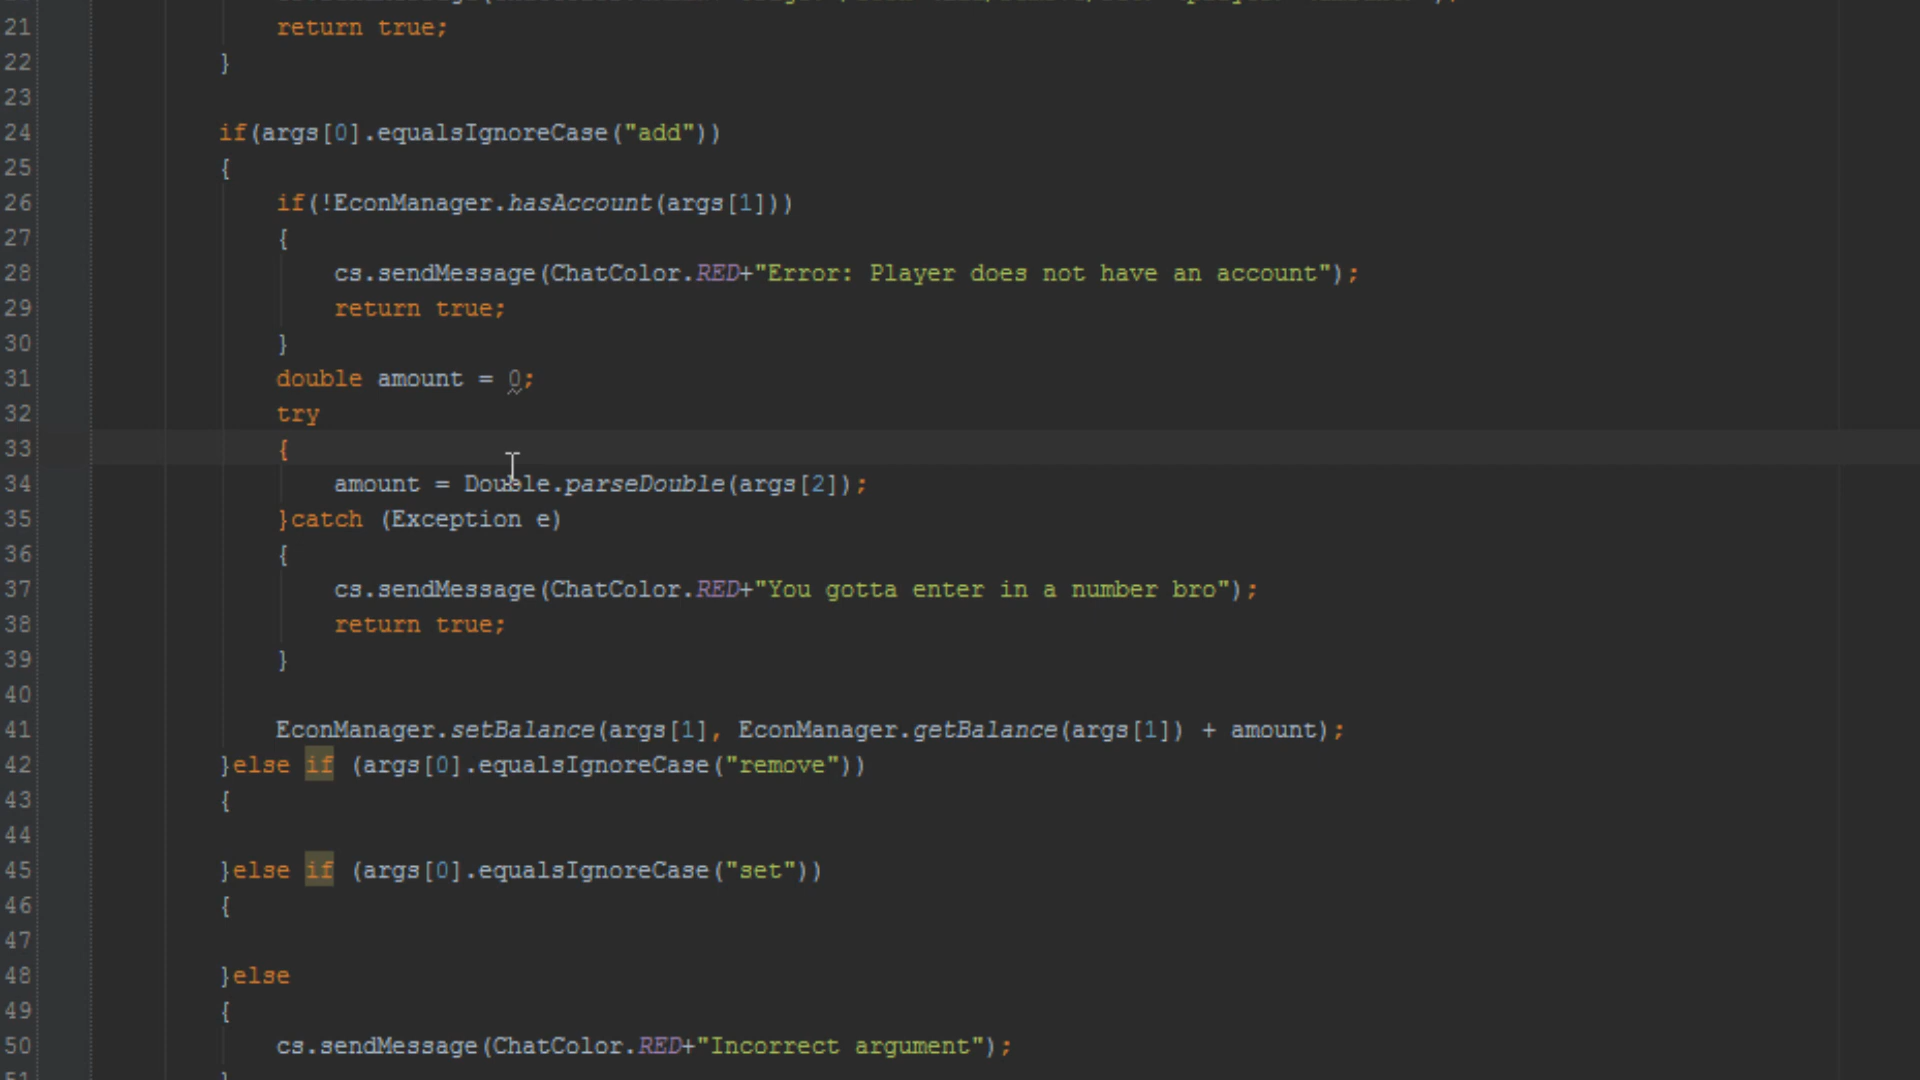 21 return true;
22 }
23
24 if(args[0].equalsIgnoreCase("add"))
25 {
26 if(!EconManager.hasAccount(args[1]))
27 {
28 cs.sendMessage(ChatColor.RED+"Error: Player does not have an account");
29 return true;
30 }
31 double amount = 0;
32 try
33 {
34 amount = Double.parseDouble(args[2]);
35 }catch (Exception e)
36 {
37 cs.sendMessage(ChatColor.RED+"You gotta enter in a number bro");
38 return true;
39 }
40
41 EconManager.setBalance(args[1], EconManager.getBalance(args[1]) + amount);
42 }else if (args[0].equalsIgnoreCase("remove"))
43 {
44
45 }else if (args[0].equalsIgnoreCase("set"))
46 {
47
48 }else
49 {
50 cs.sendMessage(ChatColor.RED+"Incorrect argument");